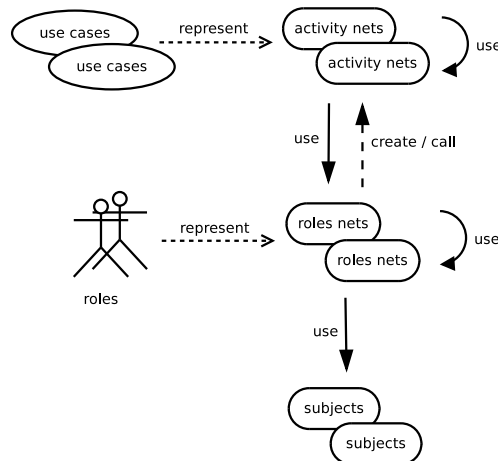 use cases
use cases
represent
activity nets
activity nets
use
use
create / call
represent
roles
roles nets
roles nets
use
use
subjects
subjects